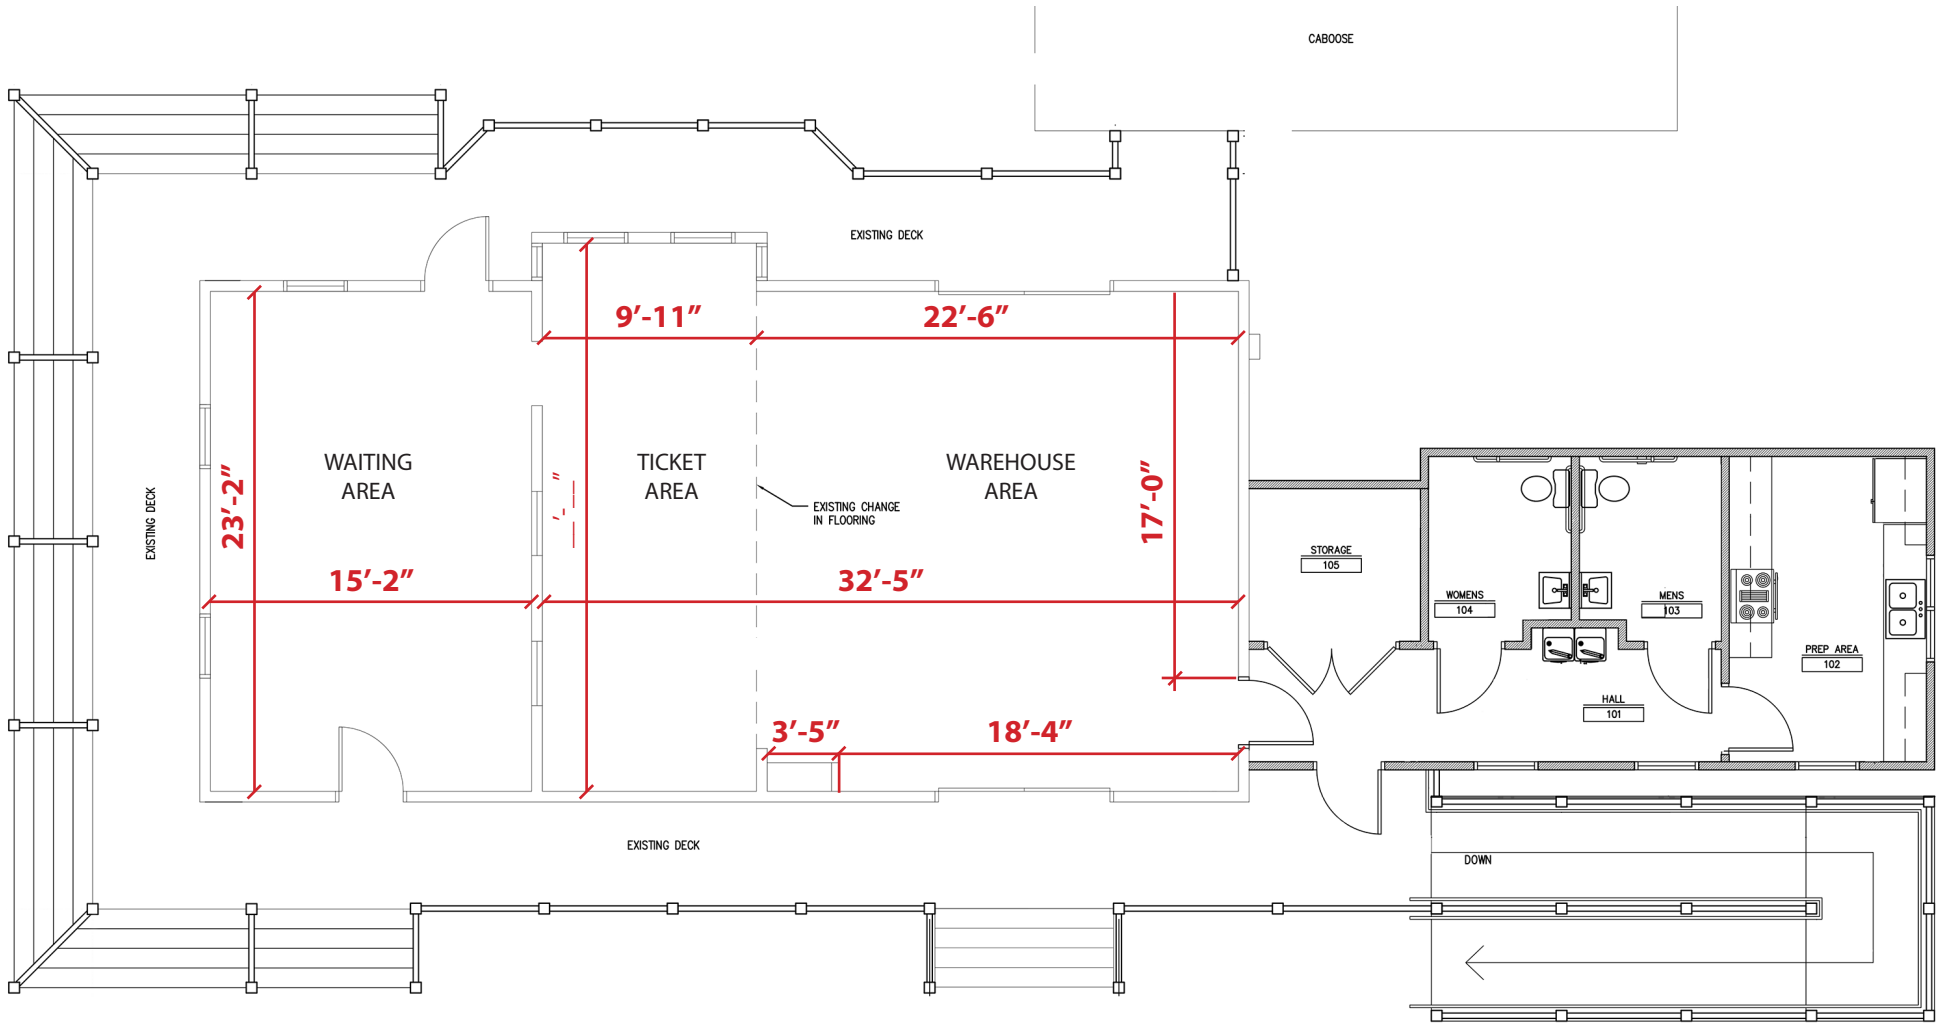 CABOOSE
EXISTING DECK
9’-11”
22’-6”
WAITING
AREA
TICKET
AREA
WAREHOUSE
AREA
23’-2”
17’-0”
EXISTING DECK
EXISTING CHANGE
IN FLOORING
STORAGE
105
15’-2”
32’-5”
WOMENS
104
MENS
103
PREP AREA
102
HALL
101
3’-5”
18’-4”
EXISTING DECK
DOWN